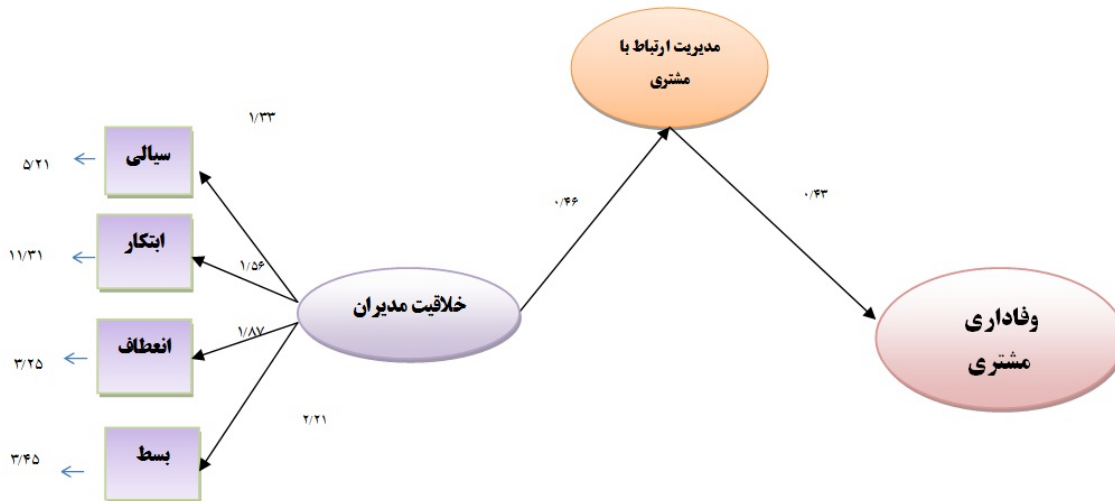 مدیریت ارتباط با
مشتری
۱/۳۳
سیالی
۵/۲۱
۰/۴۶
۰/۴۳
ابتکار
۱۱/۳۱
۱/۵۶
خلاقیت مدیران
وفاداری
مشتری
۱/۸۷
انعطاف
۳/۲۵
۲/۲۱
بسط
۳/۴۵